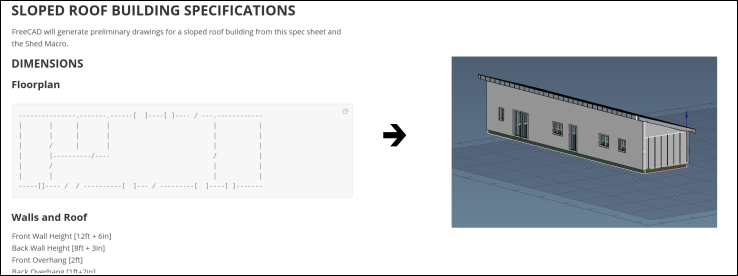 SLOPED ROOF BUILDING SPECIFICATIONS
FreeCAD will generate preliminary drawings for a sloped roof building from this spec sheet and
the Shed Macro.
DIMENSIONS
Floorplan
--------------.------.------[  ]----[ ]---- / ---.------------
|       |      |       |                          |           |
|       |      |       |                          |           |
|       /      |       |                          |           |
|       |----------/----                          /           |
|       /                                         |           |
|       |                                         |           |
-----[]---- /  / ----------[  ]--- / ---------[  ]----[ ]-------
Walls and Roof
Front Wall Height [12ft + 6in]
Back Wall Height [8ft + 3in]
Front Overhang [2ft]
Back Overhang [1ft+2in]